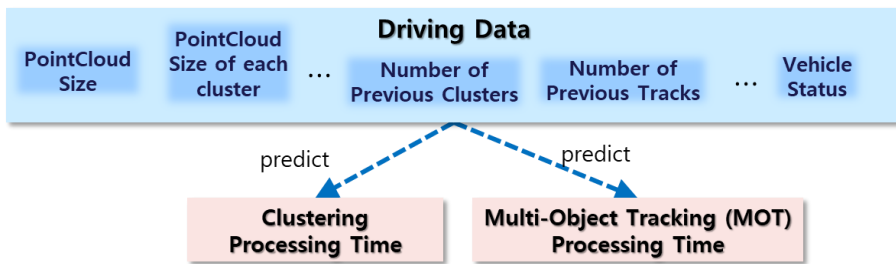 Driving Data
PointCloud
Size
PointCloud
Size of each
cluster
...
Number of
Previous Clusters
Number of
Previous Tracks
...
Vehicle
Status
predict
predict
Clustering
Processing Time
Multi-Object Tracking (MOT)
Processing Time